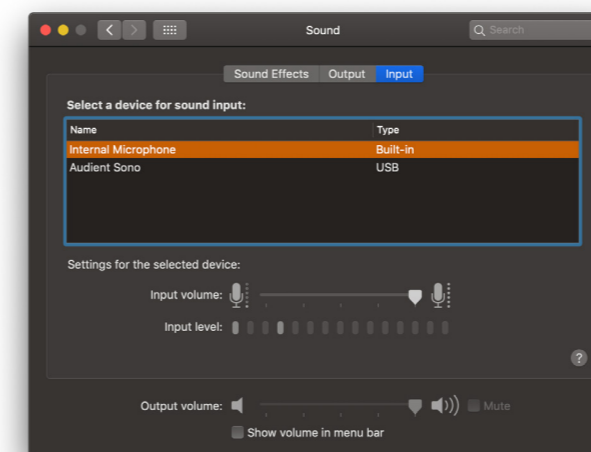 Sound
Search
Sound Effects Output Input
Select a device for sound input:
Name Type
Internal Microphone Built-in
Audient Sono USB
Settings for the selected device:
Input volume:
Input level:
?
Output volume: Mute
Show volume in menu bar